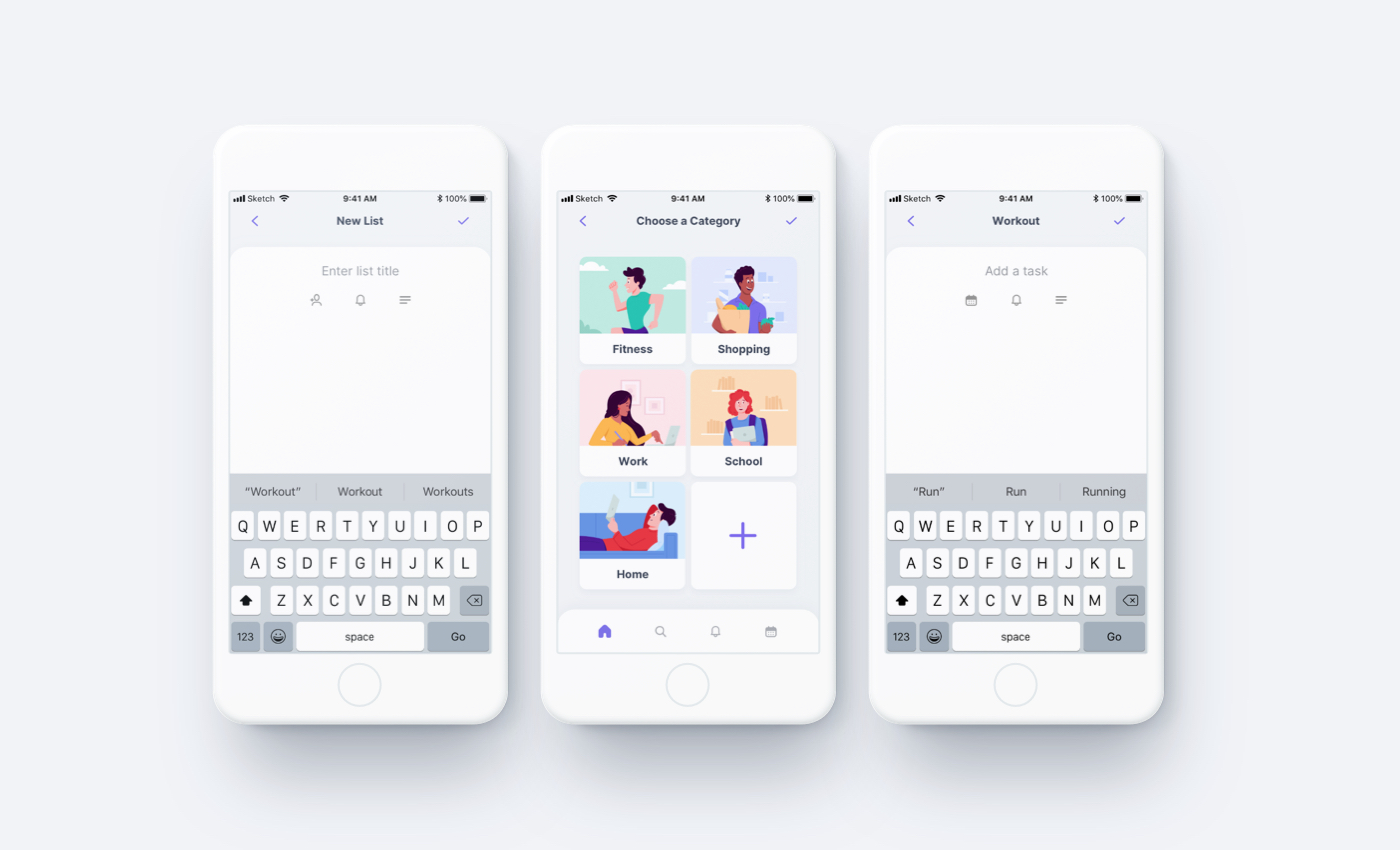 Sketch 9:41 AM 100%
New List
Enter list title
“Workout” Workout Workouts
Q W E R T Y U I O P
A S D F G H J K L
Z X C V B N M
123 space Go
Sketch 9:41 AM 100%
Choose a Category
Fitness Shopping
Work School
Home
Sketch 9:41 AM 100%
Workout
Add a task
“Run” Run Running
Q W E R T Y U I O P
A S D F G H J K L
Z X C V B N M
123 space Go